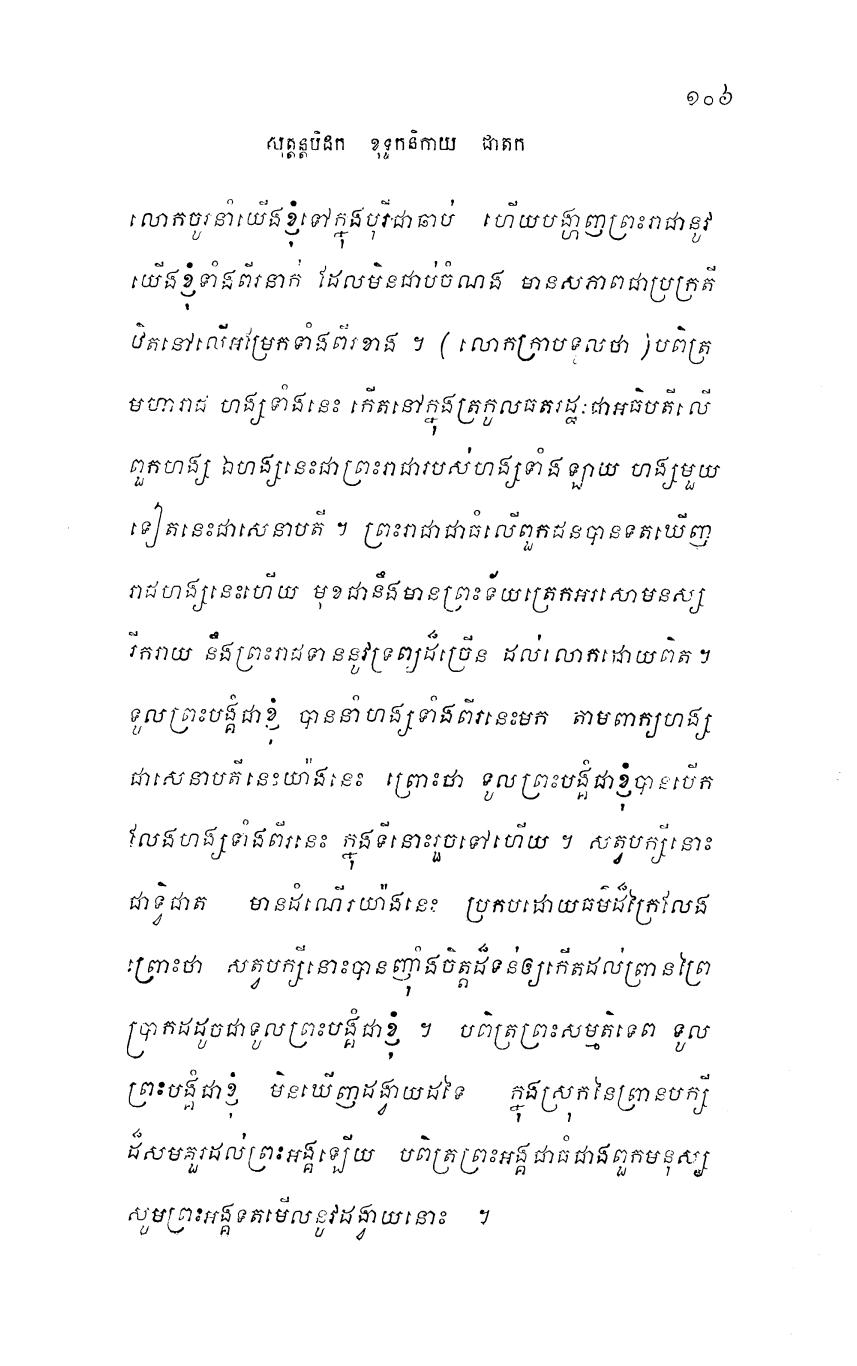 ១០៦
សុត្តន្តបិដក ខុទ្ទកនិកាយ ជាតក
លោកចូរនាំយើងខ្ញុំទៅក្នុងបុរីជាឆាប់ ហើយបង្ហាញព្រះរាជានូវ
យើងខ្ញុំទាំងពីរនាក់ ដែលមិនជាប់ចំណង មានសភាពជាប្រក្រតី
ឋិតនៅលើអម្រែកទាំងពីរខាង ។ ( លោកក្រាបទូលថា )បពិត្រ
មហារាជ ហង្សទាំងនេះ កើតនៅក្នុងត្រកូលធតរដ្ឋៈជាអធិបតីលើ
ពួកហង្ស ឯហង្សនេះជាព្រះរាជារបស់ហង្សទាំងឡាយ ហង្សមួយ
ទៀតនេះជាសេនាបតី ។ ព្រះរាជាជាធំលើពួកជនបានទតឃើញ
រាជហង្សនេះហើយ មុខជានឹងមានព្រះទ័យត្រេកអរសោមនស្ស
រីករាយ នឹងព្រះរាជទាននូវទ្រព្យដ៏ច្រើន ដល់លោកដោយពិត។
ទូលព្រះបង្គំជាខ្ញុំ បាននាំហង្សទាំងពីរនេះមក តាមពាក្យហង្ស
ជាសេនាបតីនេះយ៉ាងនេះ ព្រោះថា ទូលព្រះបង្គំជាខ្ញុំបានបើក
លែងហង្សទាំងពីរនេះ ក្នុងទីនោះរួចទៅហើយ ។ សត្វបក្សីនោះ
ជាទ្វិជាត មានដំណើរយ៉ាងនេះ ប្រកបដោយធម៌ដ៏ក្រៃលែង
ព្រោះថា សត្វបក្សីនោះបានញ៉ាំងចិត្តដ៏ទន់ឲ្យកើតដល់ព្រានព្រៃ
ប្រាកដដូចជាទូលព្រះបង្គំជាខ្ញុំ ។ បពិត្រព្រះសម្មតិទេព ទូល
ព្រះបង្គំជាខ្ញុំ មិនឃើញដង្វាយដទៃ ក្នុងស្រុកនៃព្រានបក្សី
ដ៏សមគួរដល់ព្រះអង្គឡើយ បពិត្រព្រះអង្គជាធំជាងពួកមនុស្ស
សូមព្រះអង្គទតមើលនូវដង្វាយនោះ ។